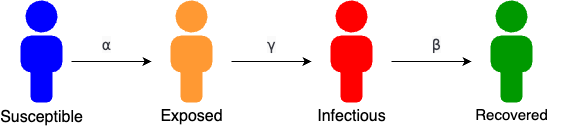 α γ β
Susceptible Exposed Infectious Recovered